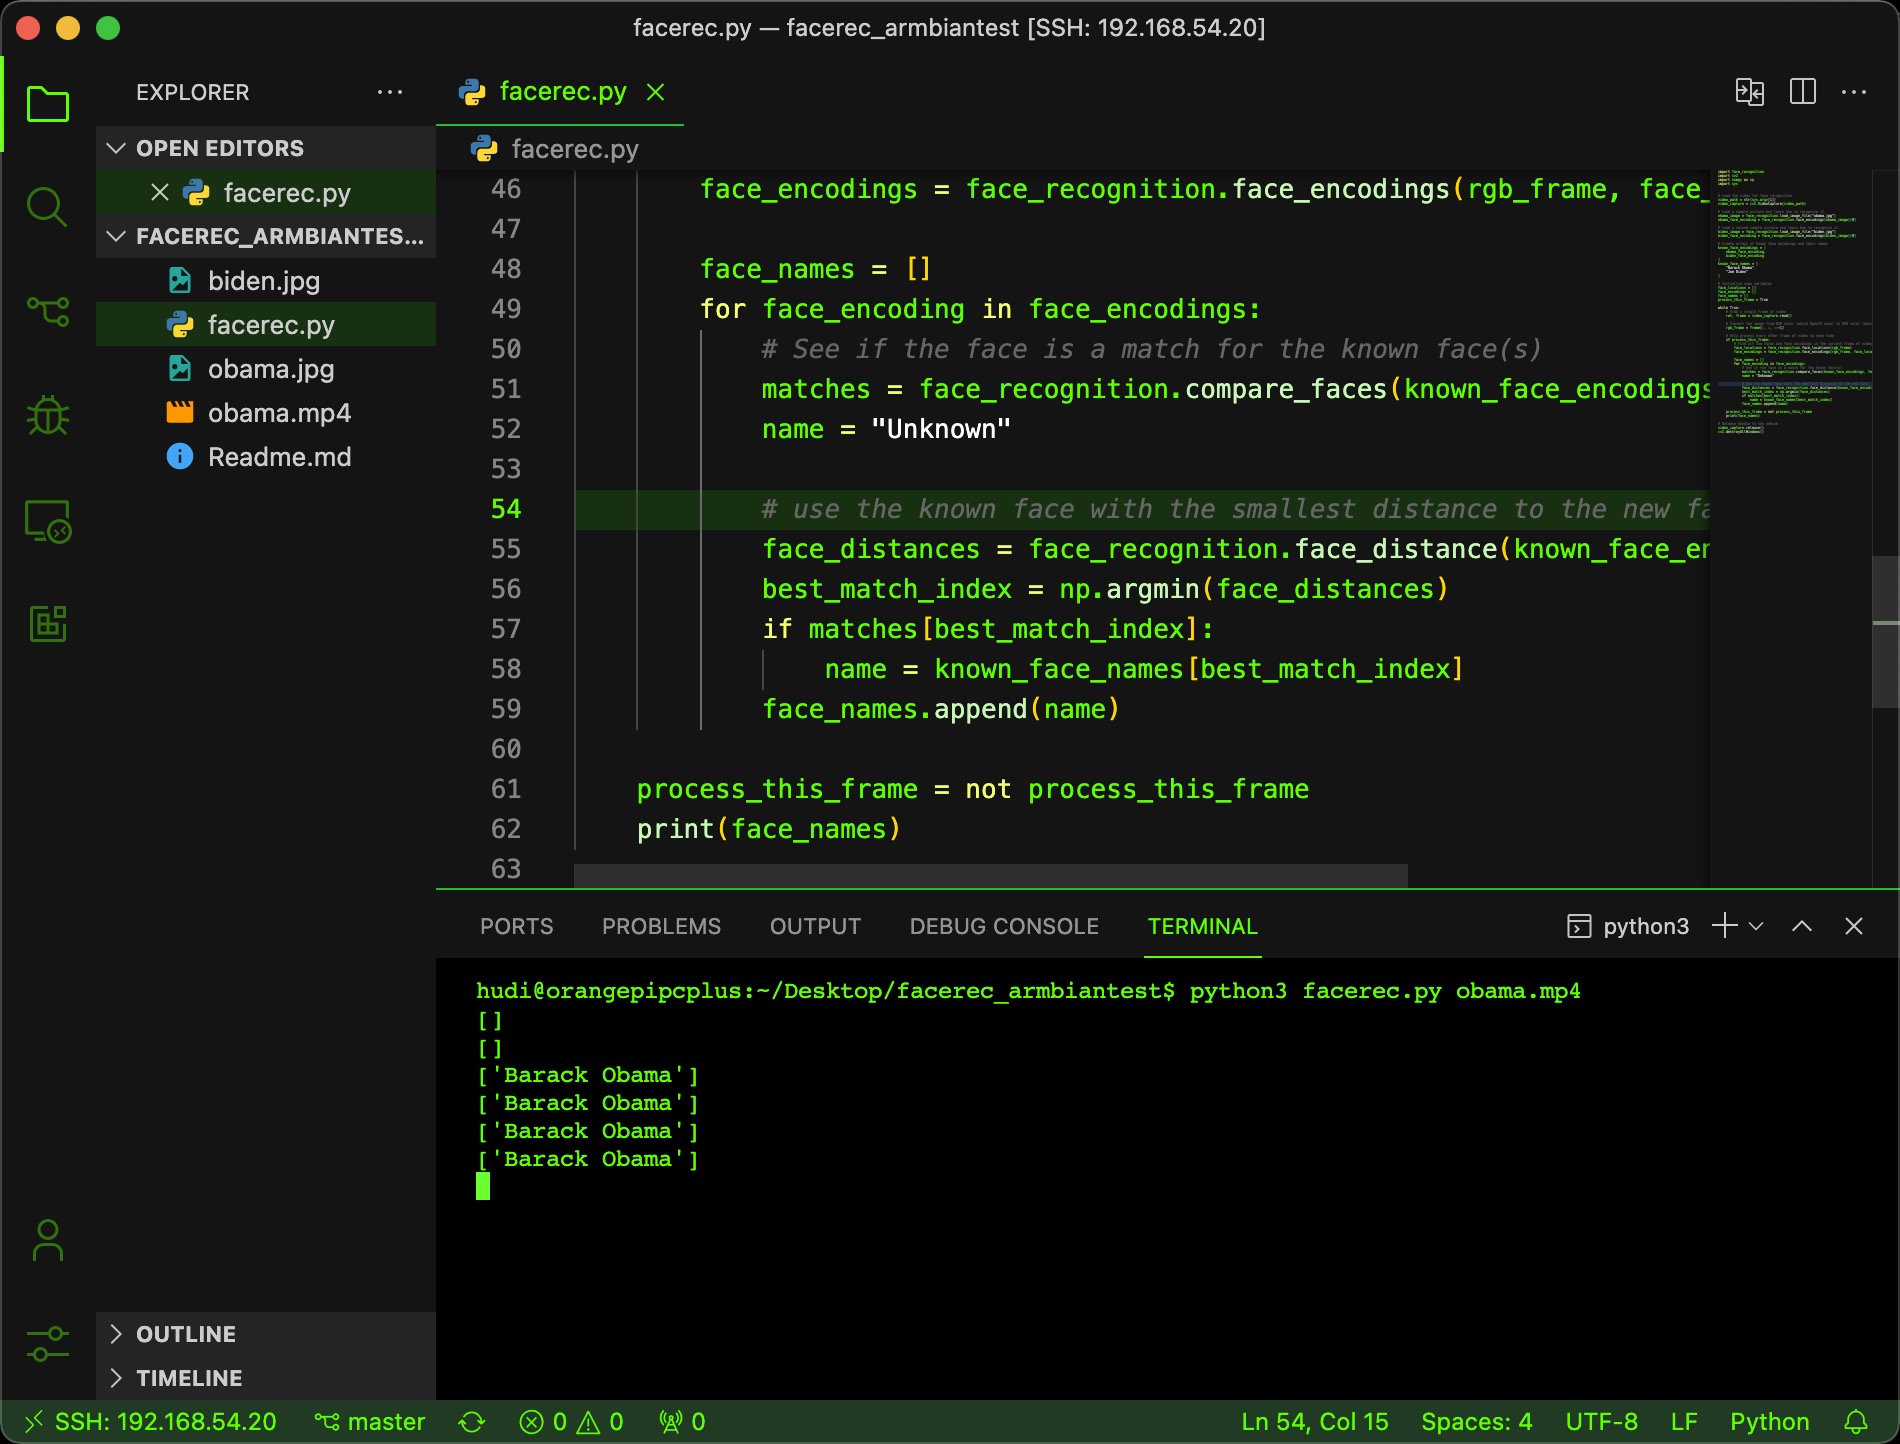 facerec.py — facerec_armbiantest [SSH: 192.168.54.20]
EXPLORER
OPEN EDITORS
facerec.py
FACEREC_ARMBIANTES...
biden.jpg
facerec.py
obama.jpg
obama.mp4
Readme.md
OUTLINE
TIMELINE
facerec.py
facerec.py
46 face_encodings = face_recognition.face_encodings(rgb_frame, face_
47
48 face_names = []
49 for face_encoding in face_encodings:
50 # See if the face is a match for the known face(s)
51 matches = face_recognition.compare_faces(known_face_encodings
52 name = "Unknown"
53
54 # use the known face with the smallest distance to the new fa
55 face_distances = face_recognition.face_distance(known_face_en
56 best_match_index = np.argmin(face_distances)
57 if matches[best_match_index]:
58 name = known_face_names[best_match_index]
59 face_names.append(name)
60
61 process_this_frame = not process_this_frame
62 print(face_names)
63
PORTS PROBLEMS OUTPUT DEBUG CONSOLE TERMINAL python3
hudi@orangepipcplus:~/Desktop/facerec_armbiantest$ python3 facerec.py obama.mp4
[]
[]
['Barack Obama']
['Barack Obama']
['Barack Obama']
['Barack Obama']
SSH: 192.168.54.20 master 0 0 0 Ln 54, Col 15 Spaces: 4 UTF-8 LF Python